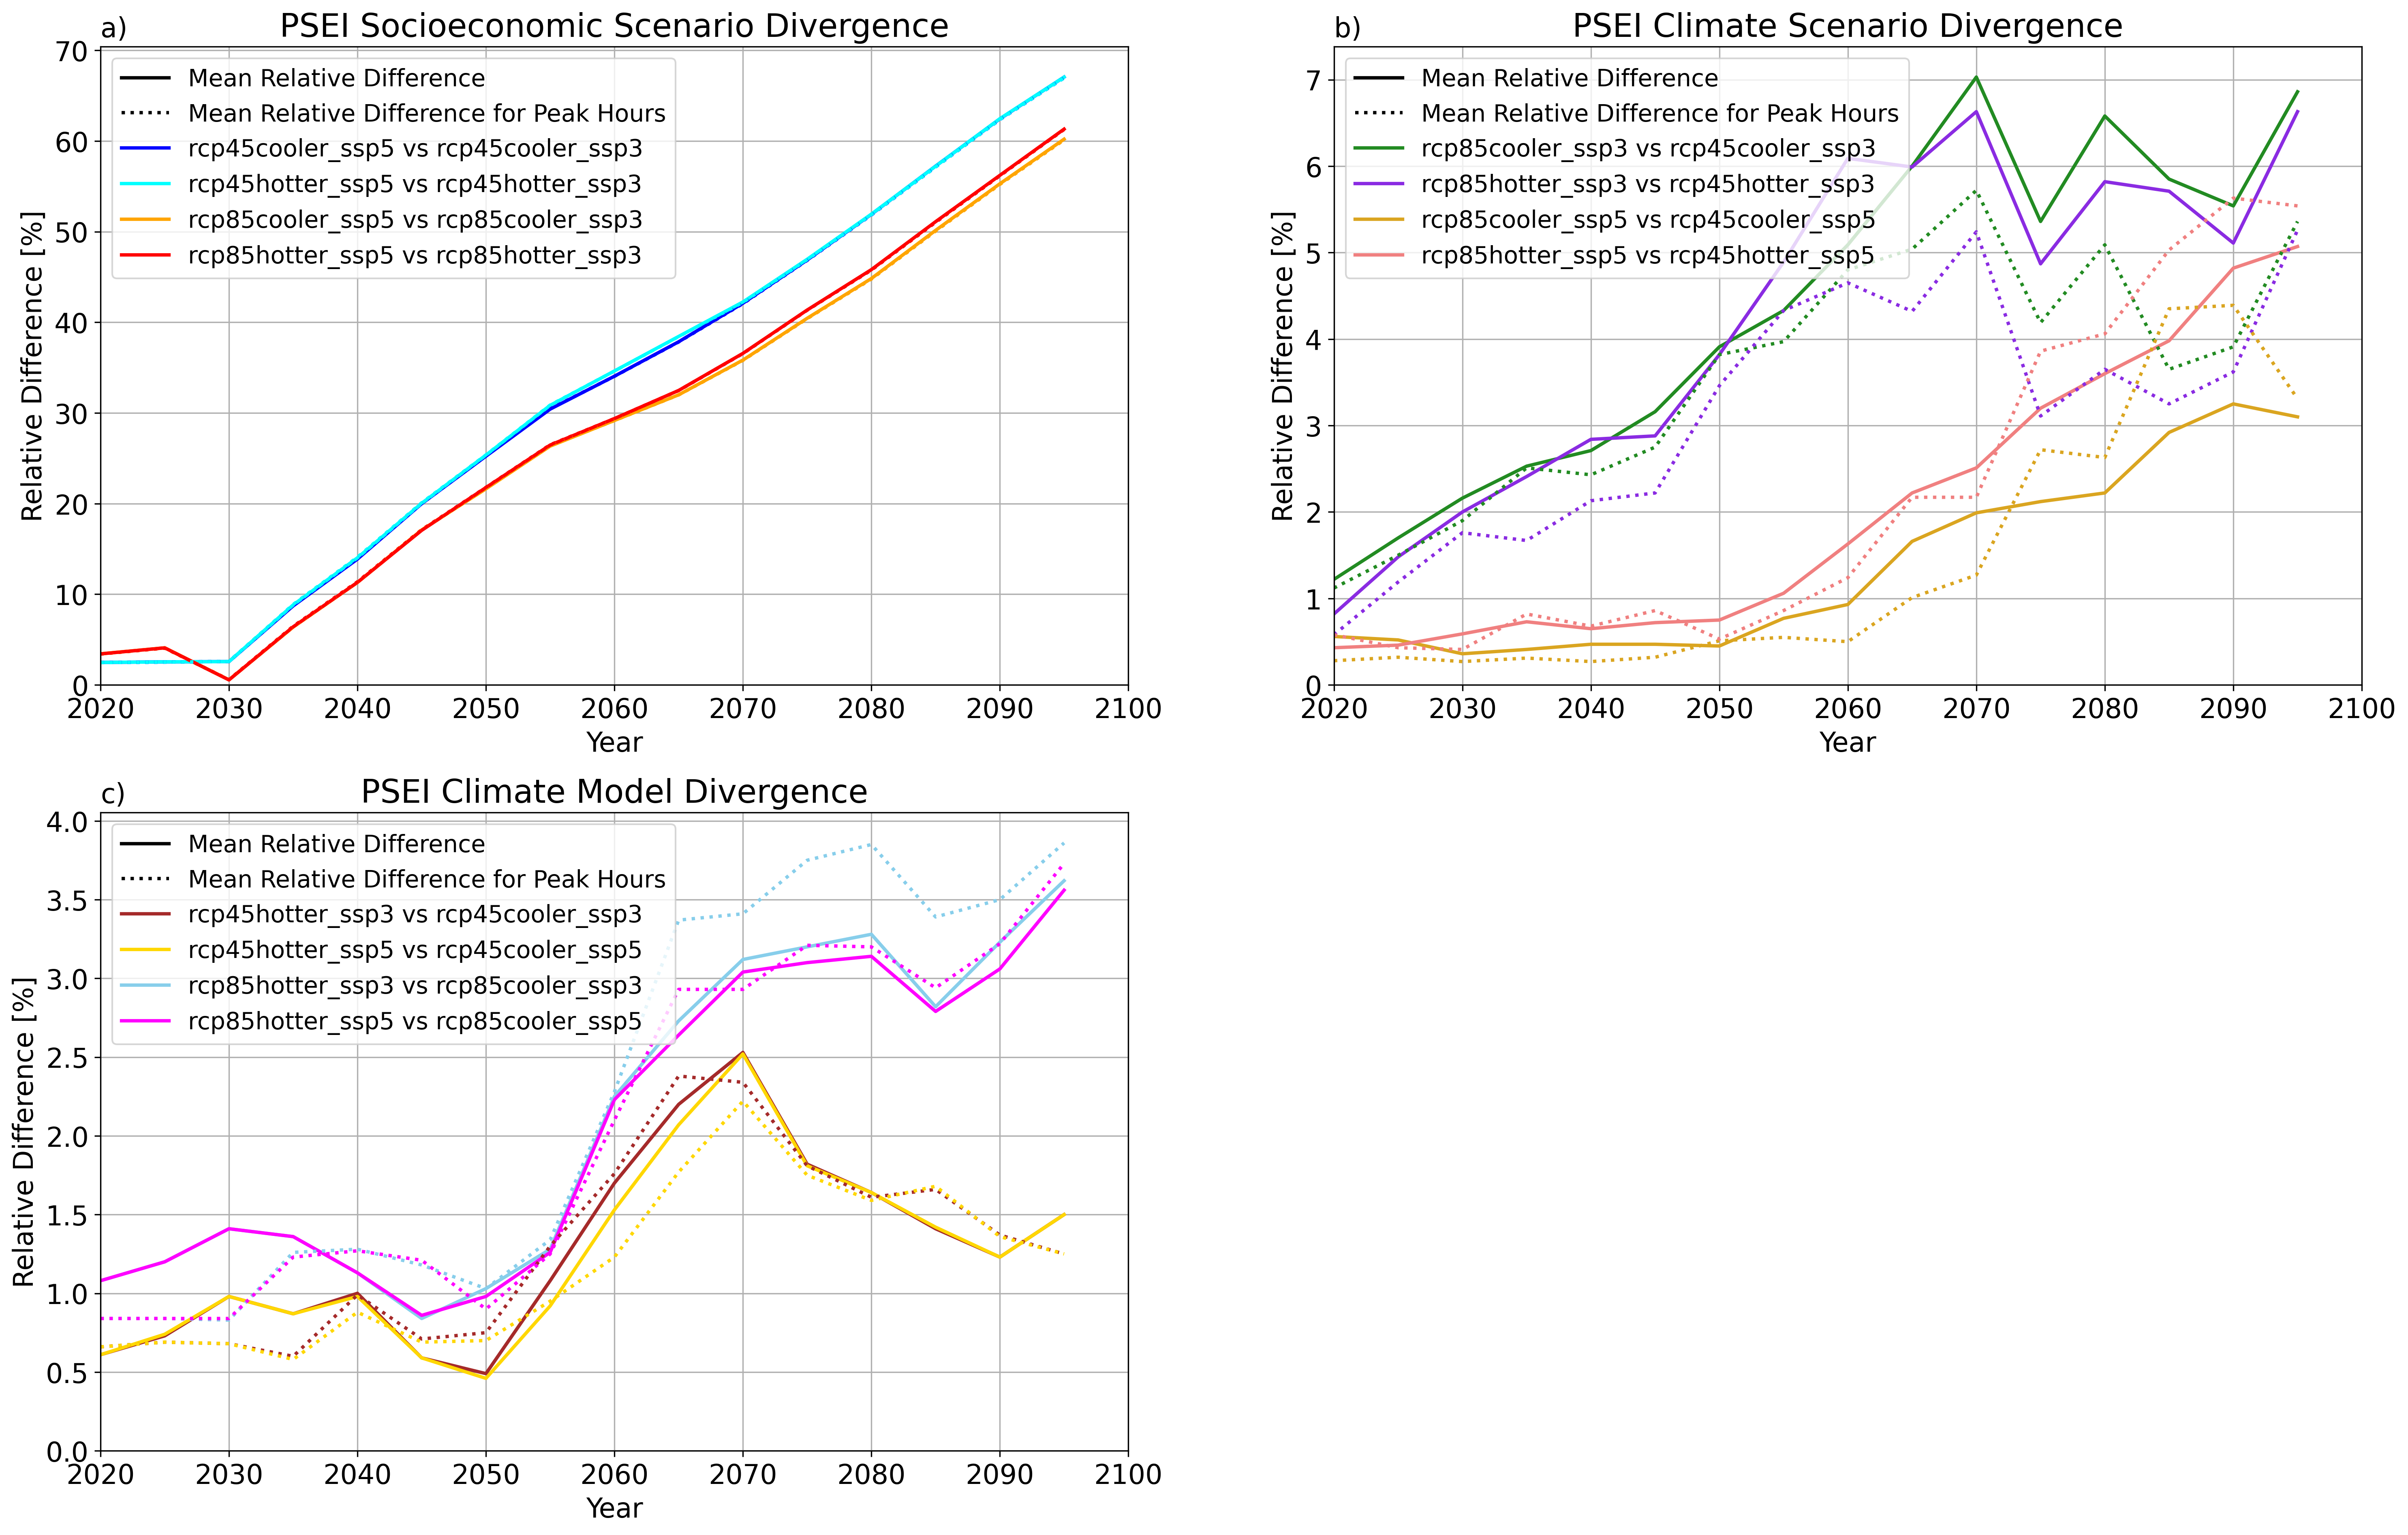 a)
PSEI Socioeconomic Scenario Divergence
70
60
50
40
30
20
10
0
Relative Difference [%]
Mean Relative Difference
Mean Relative Difference for Peak Hours
rcp45cooler_ssp5 vs rcp45cooler_ssp3
rcp45hotter_ssp5 vs rcp45hotter_ssp3
rcp85cooler_ssp5 vs rcp85cooler_ssp3
rcp85hotter_ssp5 vs rcp85hotter_ssp3
2020 2030 2040 2050 2060 2070 2080 2090 2100
Year
b)
PSEI Climate Scenario Divergence
7
6
5
4
3
2
1
0
Relative Difference [%]
Mean Relative Difference
Mean Relative Difference for Peak Hours
rcp85cooler_ssp3 vs rcp45cooler_ssp3
rcp85hotter_ssp3 vs rcp45hotter_ssp3
rcp85cooler_ssp5 vs rcp45cooler_ssp5
rcp85hotter_ssp5 vs rcp45hotter_ssp5
2020 2030 2040 2050 2060 2070 2080 2090 2100
Year
c)
PSEI Climate Model Divergence
4.0
3.5
3.0
2.5
2.0
1.5
1.0
0.5
0.0
Relative Difference [%]
Mean Relative Difference
Mean Relative Difference for Peak Hours
rcp45hotter_ssp3 vs rcp45cooler_ssp3
rcp45hotter_ssp5 vs rcp45cooler_ssp5
rcp85hotter_ssp3 vs rcp85cooler_ssp3
rcp85hotter_ssp5 vs rcp85cooler_ssp5
2020 2030 2040 2050 2060 2070 2080 2090 2100
Year